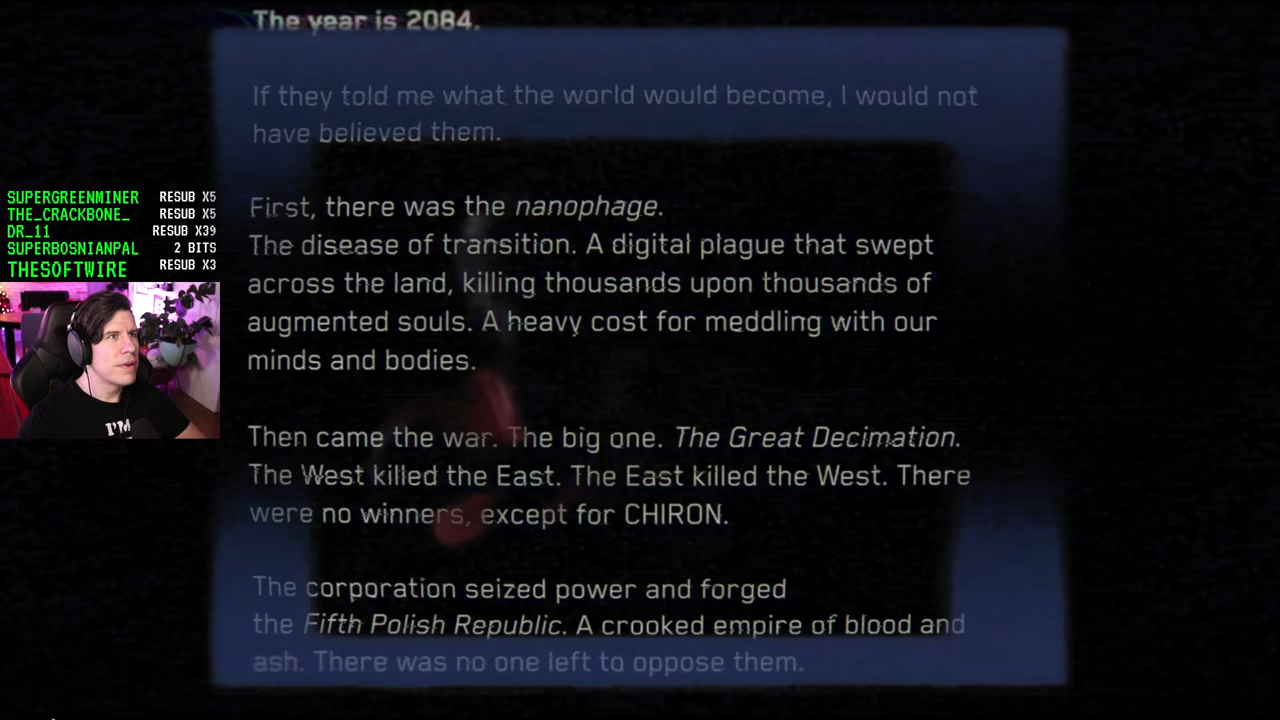 The year is 2084.
If they told me what the world would become, I would not
have believed them.
First, there was the nanophage.
The disease of transition. A digital plague that swept
across the land, killing thousands upon thousands of
augmented souls. A heavy cost for meddling with our
minds and bodies.
Then came the war. The big one. The Great Decimation.
The West killed the East. The East killed the West. There
were no winners, except for CHIRON.
The corporation seized power and forged
the Fifth Polish Republic. A crooked empire of blood and
ash. There was no one left to oppose them.
SUPERGREENMINER RESUB X5
THE_CRACKBONE_ RESUB X5
DR_11 RESUB X39
SUPERBOSNIANPAL 2 BITS
THESOFTWIRE RESUB X3
I'M